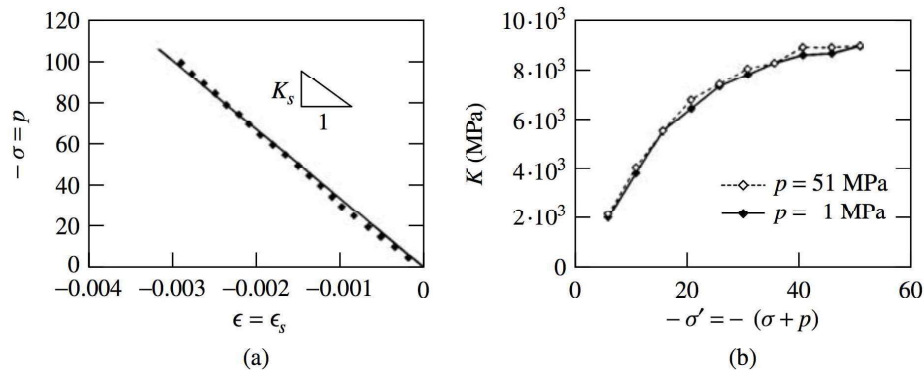 − σ = p
120
100
80
60
40
20
0
K_s
1
−0.004 −0.003 −0.002 −0.001 0
ϵ = ϵ_s
(a)
K (MPa)
10·10³
8·10³
6·10³
4·10³
2·10³
0
p = 51 MPa
p = 1 MPa
0 20 40 60
− σ′ = − (σ + p)
(b)